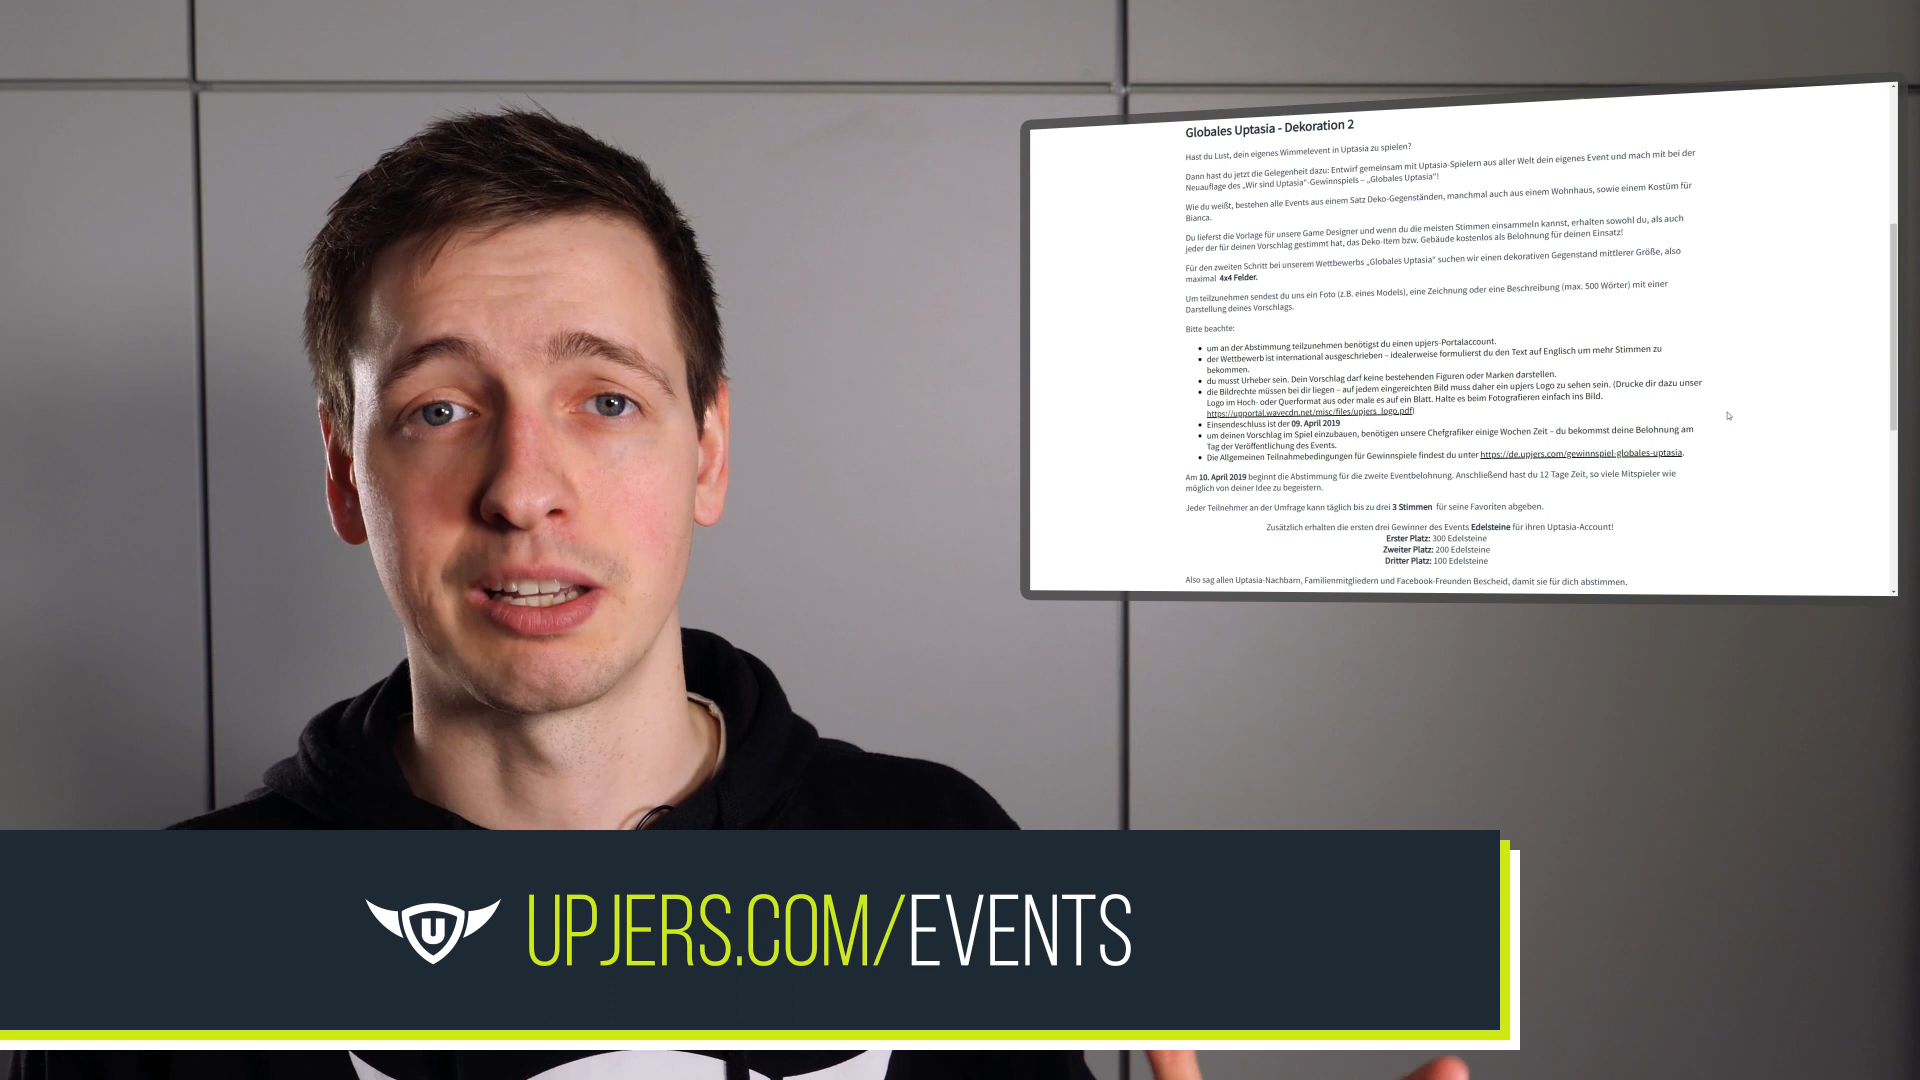 Globales Uptasia - Dekoration 2
Hast du Lust, dein eigenes Wimmelevent in Uptasia zu spielen?
Dann hast du jetzt die Gelegenheit dazu: Entwirf gemeinsam mit Uptasia-Spielern aus aller Welt dein eigenes Event und mach mit bei der
Neuauflage des „Wir sind Uptasia“-Gewinnspiels – „Globales Uptasia“!
Wie du weißt, bestehen alle Events aus einem Satz Deko-Gegenständen, manchmal auch aus einem Wohnhaus, sowie einem Kostüm für
Bianca.
Du lieferst die Vorlage für unsere Game Designer und wenn du die meisten Stimmen einsammeln kannst, erhalten sowohl du, als auch
jeder der für deinen Vorschlag gestimmt hat, das Deko-Item bzw. Gebäude kostenlos als Belohnung für deinen Einsatz!
Für den zweiten Schritt bei unserem Wettbewerbs „Globales Uptasia“ suchen wir einen dekorativen Gegenstand mittlerer Größe, also
maximal 4x4 Felder.
Um teilzunehmen sendest du uns ein Foto (z.B. eines Models), eine Zeichnung oder eine Beschreibung (max. 500 Wörter) mit einer
Darstellung deines Vorschlags.
Bitte beachte:
• um an der Abstimmung teilzunehmen benötigst du einen upjers-Portalaccount.
• der Wettbewerb ist international ausgeschrieben – idealerweise formulierst du den Text auf Englisch um mehr Stimmen zu
bekommen.
• du musst Urheber sein. Dein Vorschlag darf keine bestehenden Figuren oder Marken darstellen.
• die Bildrechte müssen bei dir liegen – auf jedem eingereichten Bild muss daher ein upjers Logo zu sehen sein. (Drucke dir dazu unser
Logo im Hoch- oder Querformat aus oder male es auf ein Blatt. Halte es beim Fotografieren einfach ins Bild.
https://upportal.wavecdn.net/misc/files/upjers_logo.pdf)
• Einsendeschluss ist der 09. April 2019
• um deinen Vorschlag im Spiel einzubauen, benötigen unsere Chefgrafiker einige Wochen Zeit – du bekommst deine Belohnung am
Tag der Veröffentlichung des Events.
• Die Allgemeinen Teilnahmebedingungen für Gewinnspiele findest du unter https://de.upjers.com/gewinnspiel-globales-uptasia.
Am 10. April 2019 beginnt die Abstimmung für die zweite Eventbelohnung. Anschließend hast du 12 Tage Zeit, so viele Mitspieler wie
möglich von deiner Idee zu begeistern.
Jeder Teilnehmer an der Umfrage kann täglich bis zu drei 3 Stimmen für seine Favoriten abgeben.
Zusätzlich erhalten die ersten drei Gewinner des Events Edelsteine für ihren Uptasia-Account!
Erster Platz: 300 Edelsteine
Zweiter Platz: 200 Edelsteine
Dritter Platz: 100 Edelsteine
Also sag allen Uptasia-Nachbarn, Familienmitgliedern und Facebook-Freunden Bescheid, damit sie für dich abstimmen.
U UPJERS.COM/EVENTS